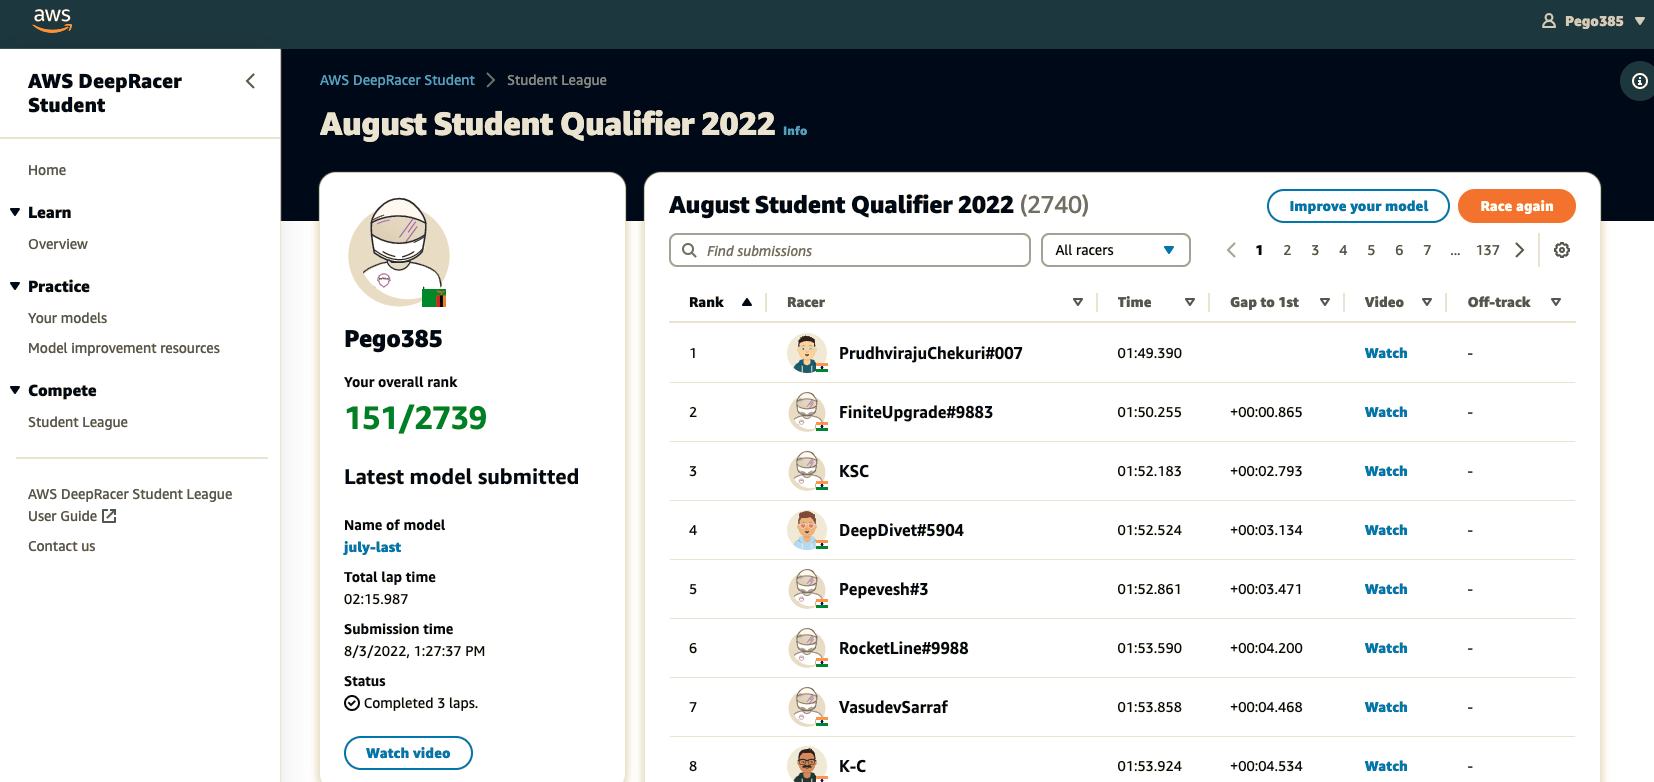 aws
Pego385
AWS DeepRacer
Student
Home
Learn
Overview
Practice
Your models
Model improvement resources
Compete
Student League
AWS DeepRacer Student League
User Guide
Contact us
AWS DeepRacer Student
Student League
August Student Qualifier 2022 Info
Pego385
Your overall rank
151/2739
Latest model submitted
Name of model
july-last
Total lap time
02:15.987
Submission time
8/3/2022, 1:27:37 PM
Status
Completed 3 laps.
Watch video
August Student Qualifier 2022 (2740)
Improve your model
Race again
Find submissions
All racers
1 2 3 4 5 6 7 ... 137
Rank Racer Time Gap to 1st Video Off-track
1 PrudhvirajuChekuri#007 01:49.390 Watch -
2 FiniteUpgrade#9883 01:50.255 +00:00.865 Watch -
3 KSC 01:52.183 +00:02.793 Watch -
4 DeepDivet#5904 01:52.524 +00:03.134 Watch -
5 Pepevesh#3 01:52.861 +00:03.471 Watch -
6 RocketLine#9988 01:53.590 +00:04.200 Watch -
7 VasudevSarraf 01:53.858 +00:04.468 Watch -
8 K-C 01:53.924 +00:04.534 Watch -